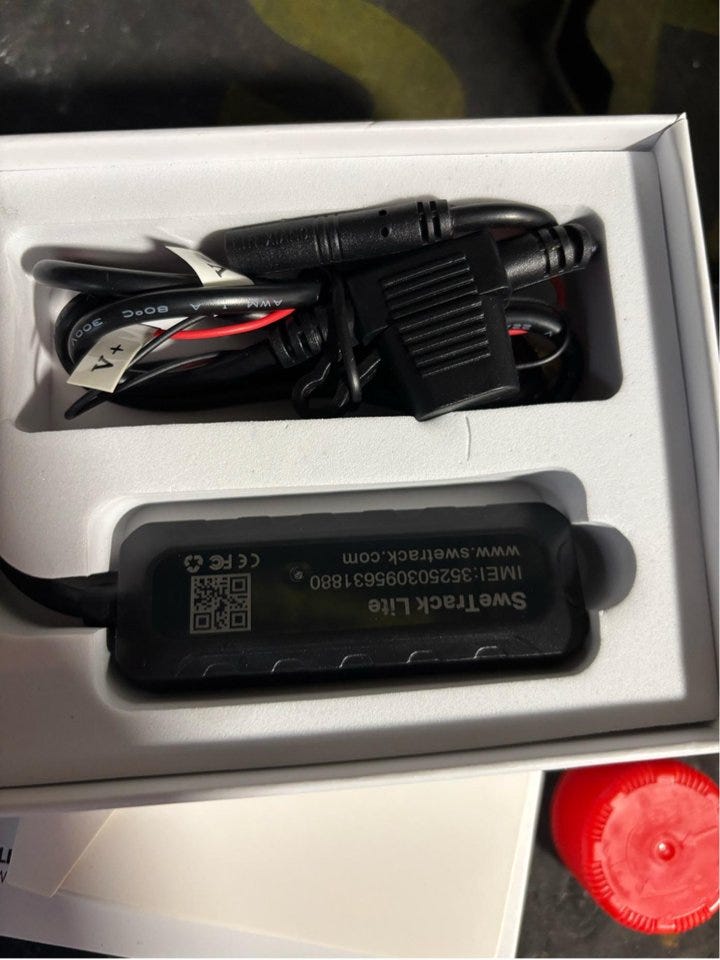 SweTrack Lite
IMEI:352503095631880
www.swetrack.com
CE FC
V+
AWM
A
80°C
300V